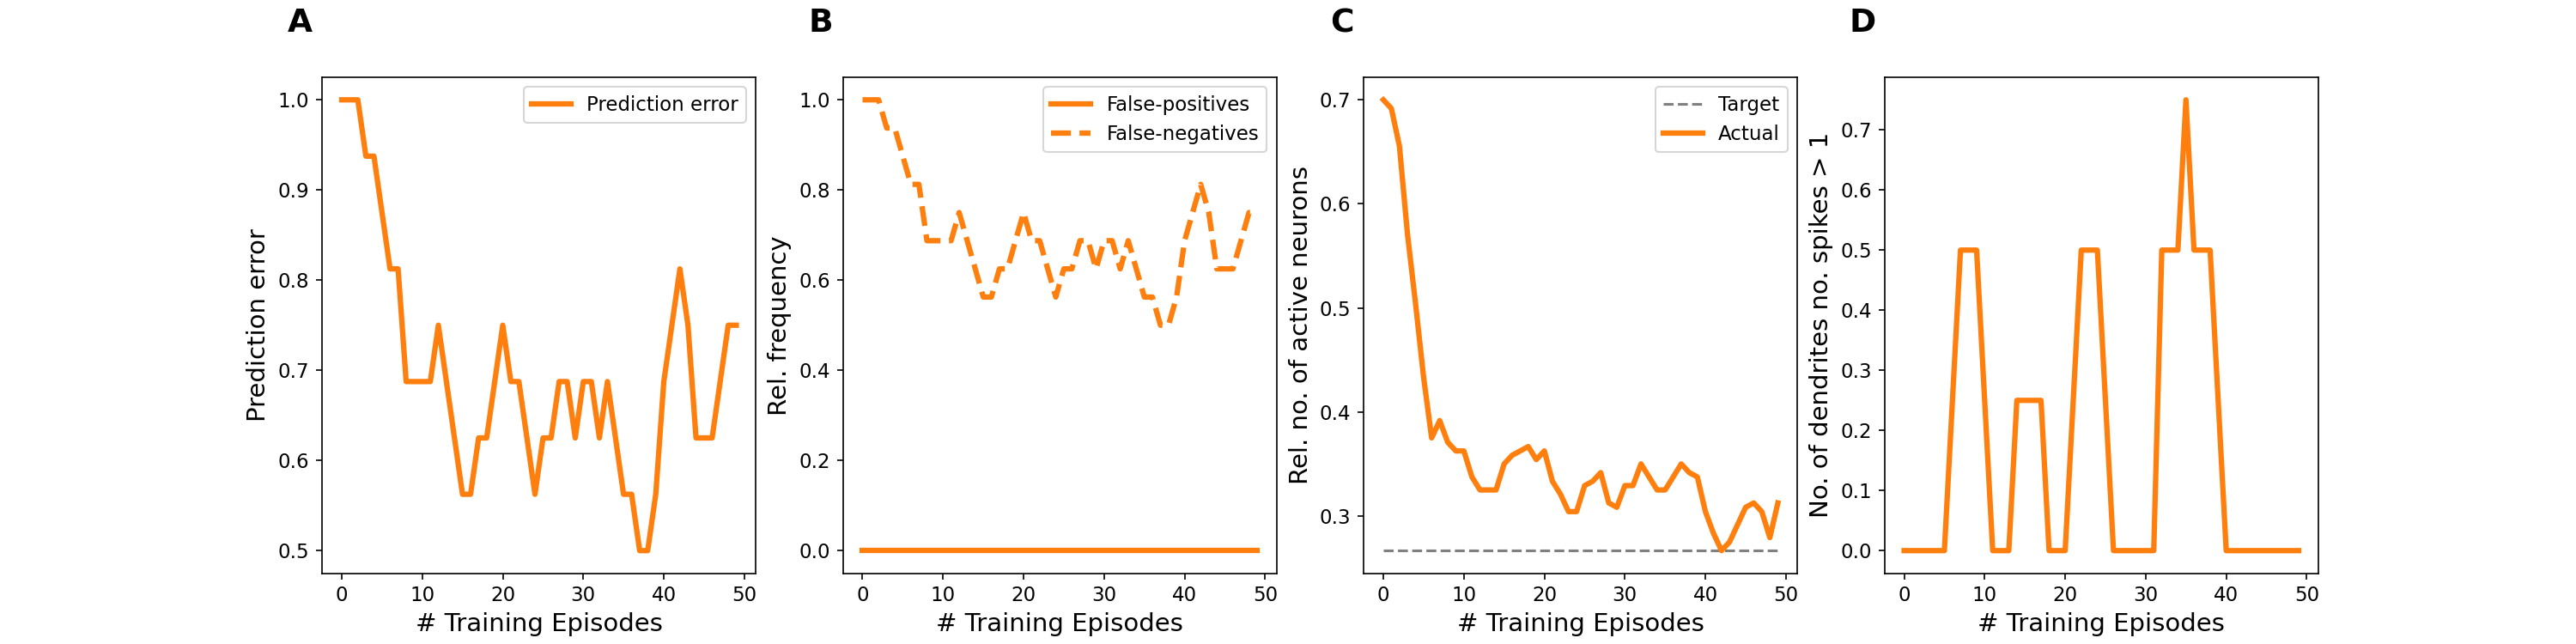 A
B
C
D
Prediction error
1.0
0.9
0.8
0.7
0.6
0.5
Prediction error
0
10
20
30
40
50
# Training Episodes
False-positives
False-negatives
1.0
0.8
0.6
0.4
0.2
0.0
Rel. frequency
0
10
20
30
40
50
# Training Episodes
Target
Actual
0.7
0.6
0.5
0.4
0.3
Rel. no. of active neurons
0
10
20
30
40
50
# Training Episodes
0.7
0.6
0.5
0.4
0.3
0.2
0.1
0.0
No. of dendrites no. spikes > 1
0
10
20
30
40
50
# Training Episodes